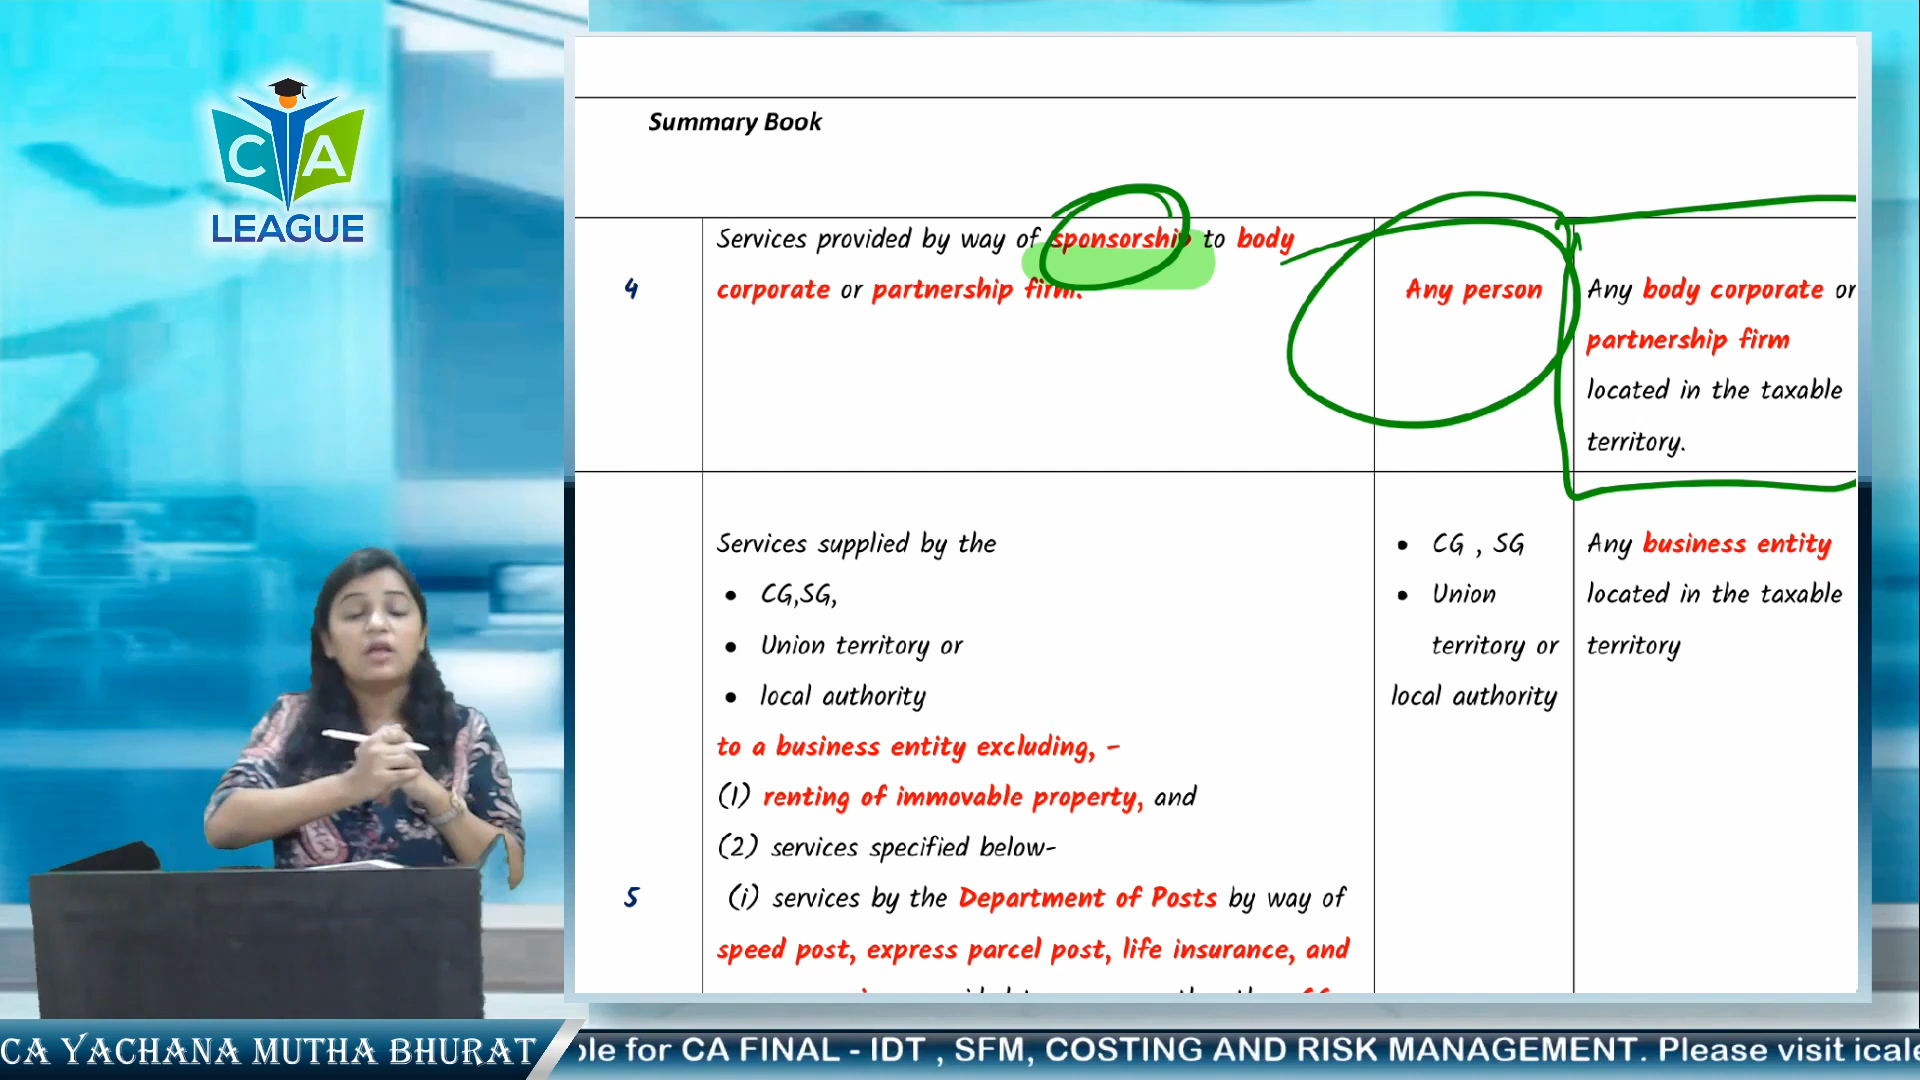 C A
LEAGUE
Summary Book
4
Services provided by way of sponsorship to body
corporate or partnership firm.
Any person
Any body corporate or
partnership firm
located in the taxable
territory.
5
Services supplied by the
• CG,SG,
• Union territory or
• local authority
to a business entity excluding, -
(1) renting of immovable property, and
(2) services specified below-
(i) services by the Department of Posts by way of
speed post, express parcel post, life insurance, and
• CG , SG
• Union
territory or
local authority
Any business entity
located in the taxable
territory
CA YACHANA MUTHA BHURAT
ble for CA FINAL - IDT , SFM, COSTING AND RISK MANAGEMENT. Please visit icale